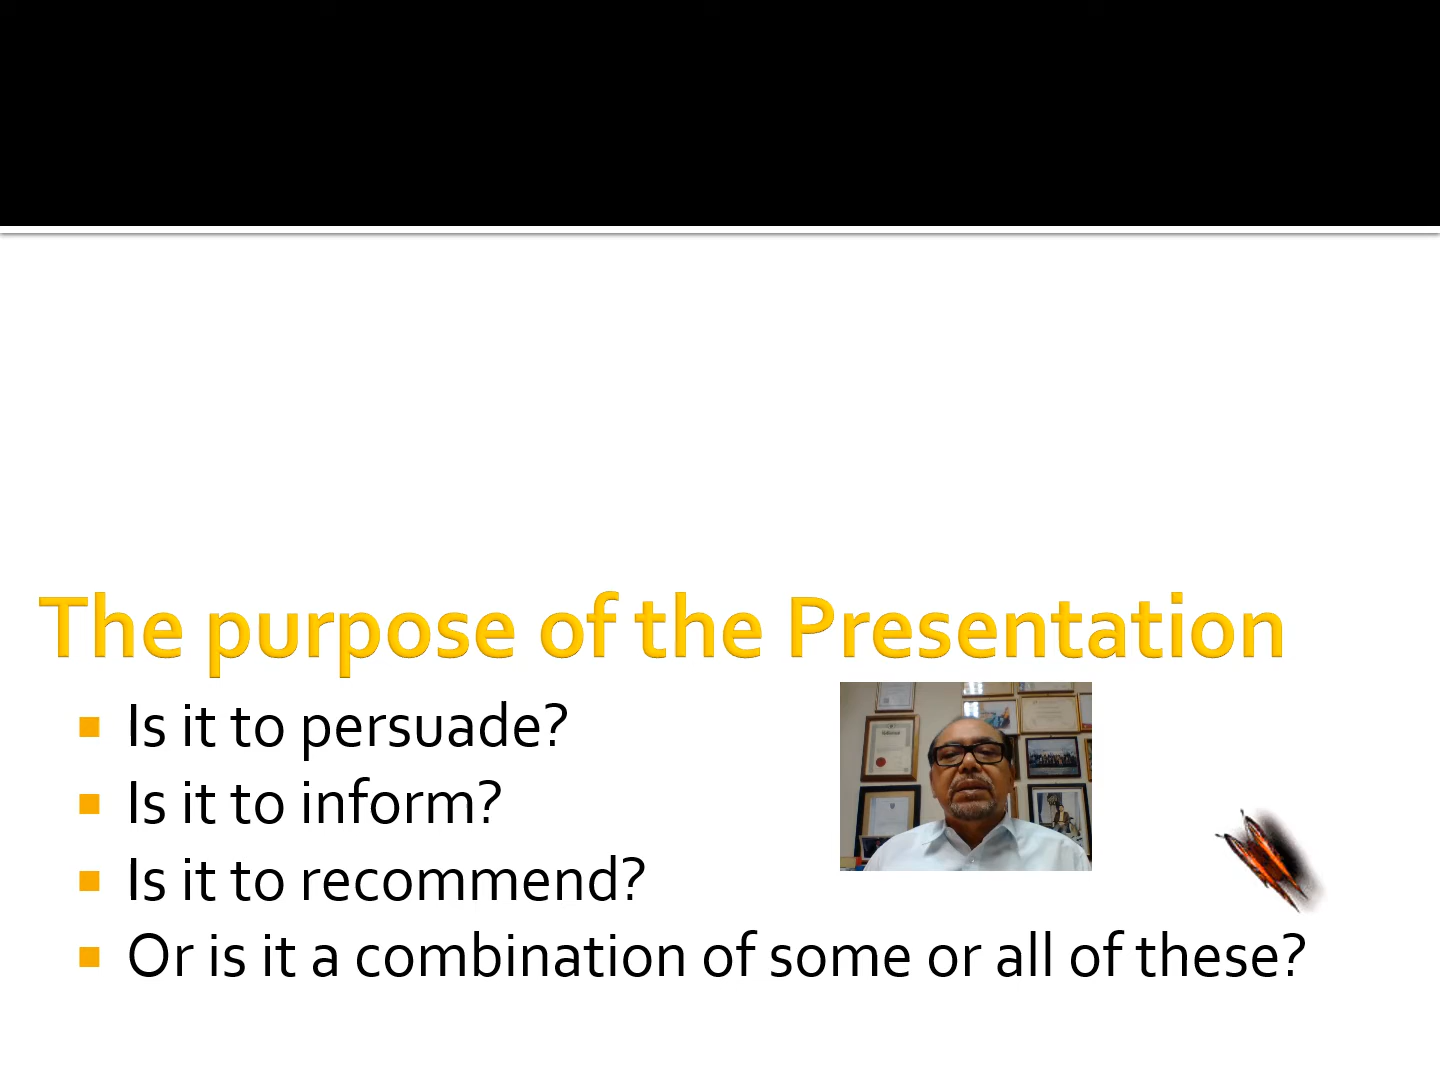 The purpose of the Presentation
Is it to persuade?
Is it to inform?
Is it to recommend?
Or is it a combination of some or all of these?